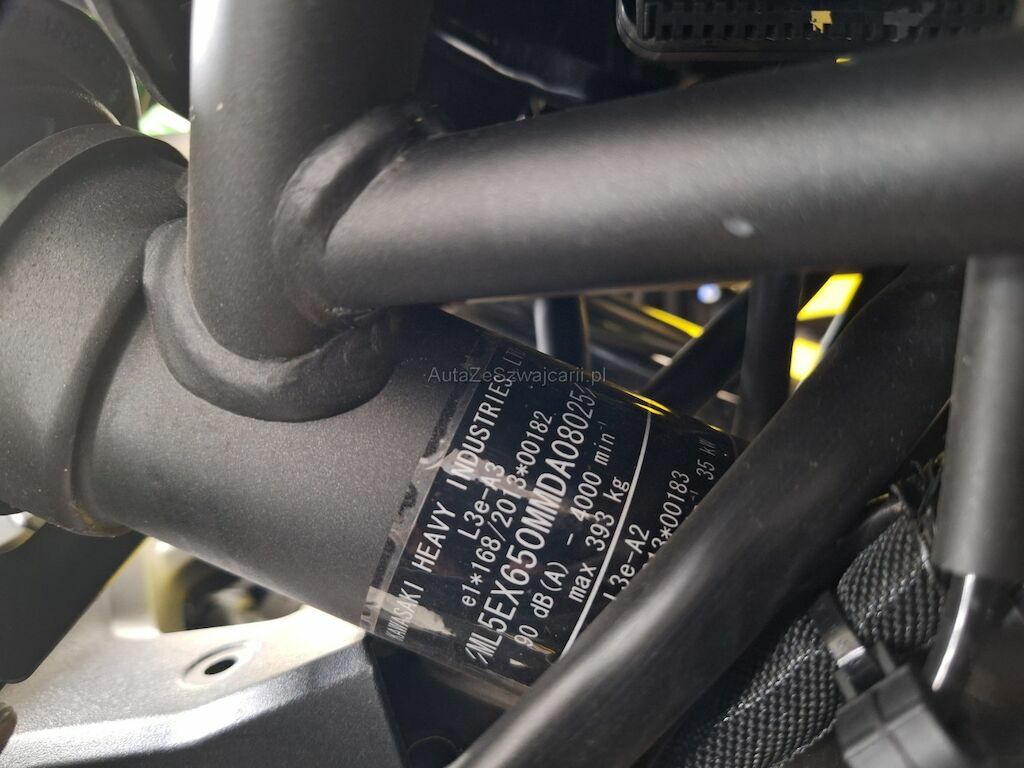 AutaZeSzwajcarii.pl
KAWASAKI HEAVY INDUSTRIES
L3e-A3
e1*168/2013*00182
ML5EX650MMDA08025
90 dB(A) - 4000 min-1
max 393 kg
L3e-A2
13*00183
35 kW